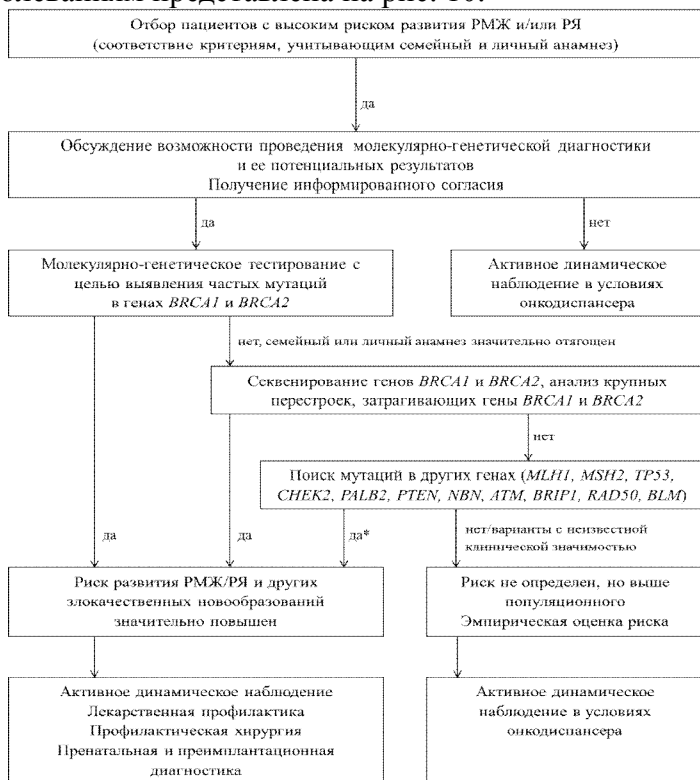 представлена на рис. 10.
Отбор пациентов с высоким риском развития РМЖ и/или РЯ
(соответствие критериям, учитывающим семейный и личный анамнез)
да
Обсуждение возможности проведения молекулярно-генетической диагностики
и ее потенциальных результатов
Получение информированного согласия
да
нет
Молекулярно-генетическое тестирование с
целью выявления частых мутаций
в генах BRCA1 и BRCA2
Активное динамическое
наблюдение в условиях
онкодиспансера
нет, семейный или личный анамнез значительно отягощен
Секвенирование генов BRCA1 и BRCA2, анализ крупных
перестроек, затрагивающих гены BRCA1 и BRCA2
нет
Поиск мутаций в других генах (MLH1, MSH2, TP53,
CHEK2, PALB2, PTEN, NBN, ATM, BRIP1, RAD50, BLM)
да
да
да*
нет/варианты с неизвестной
клинической значимостью
Риск развития РМЖ/РЯ и других
злокачественных новообразований
значительно повышен
Риск не определен, но выше
популяционного
Эмпирическая оценка риска
Активное динамическое наблюдение
Лекарственная профилактика
Профилактическая хирургия
Пренатальная и преимплантационная
диагностика
Активное динамическое
наблюдение в условиях
онкодиспансера